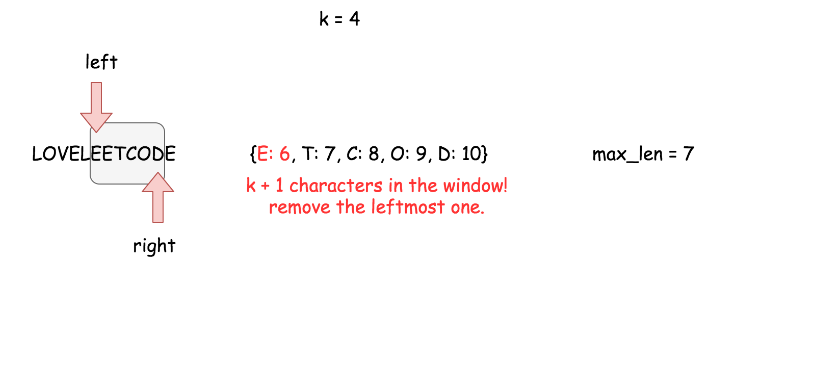 k = 4
left
LOVELEETCODE {E: 6, T: 7, C: 8, O: 9, D: 10} max_len = 7
k + 1 characters in the window!
remove the leftmost one.
right